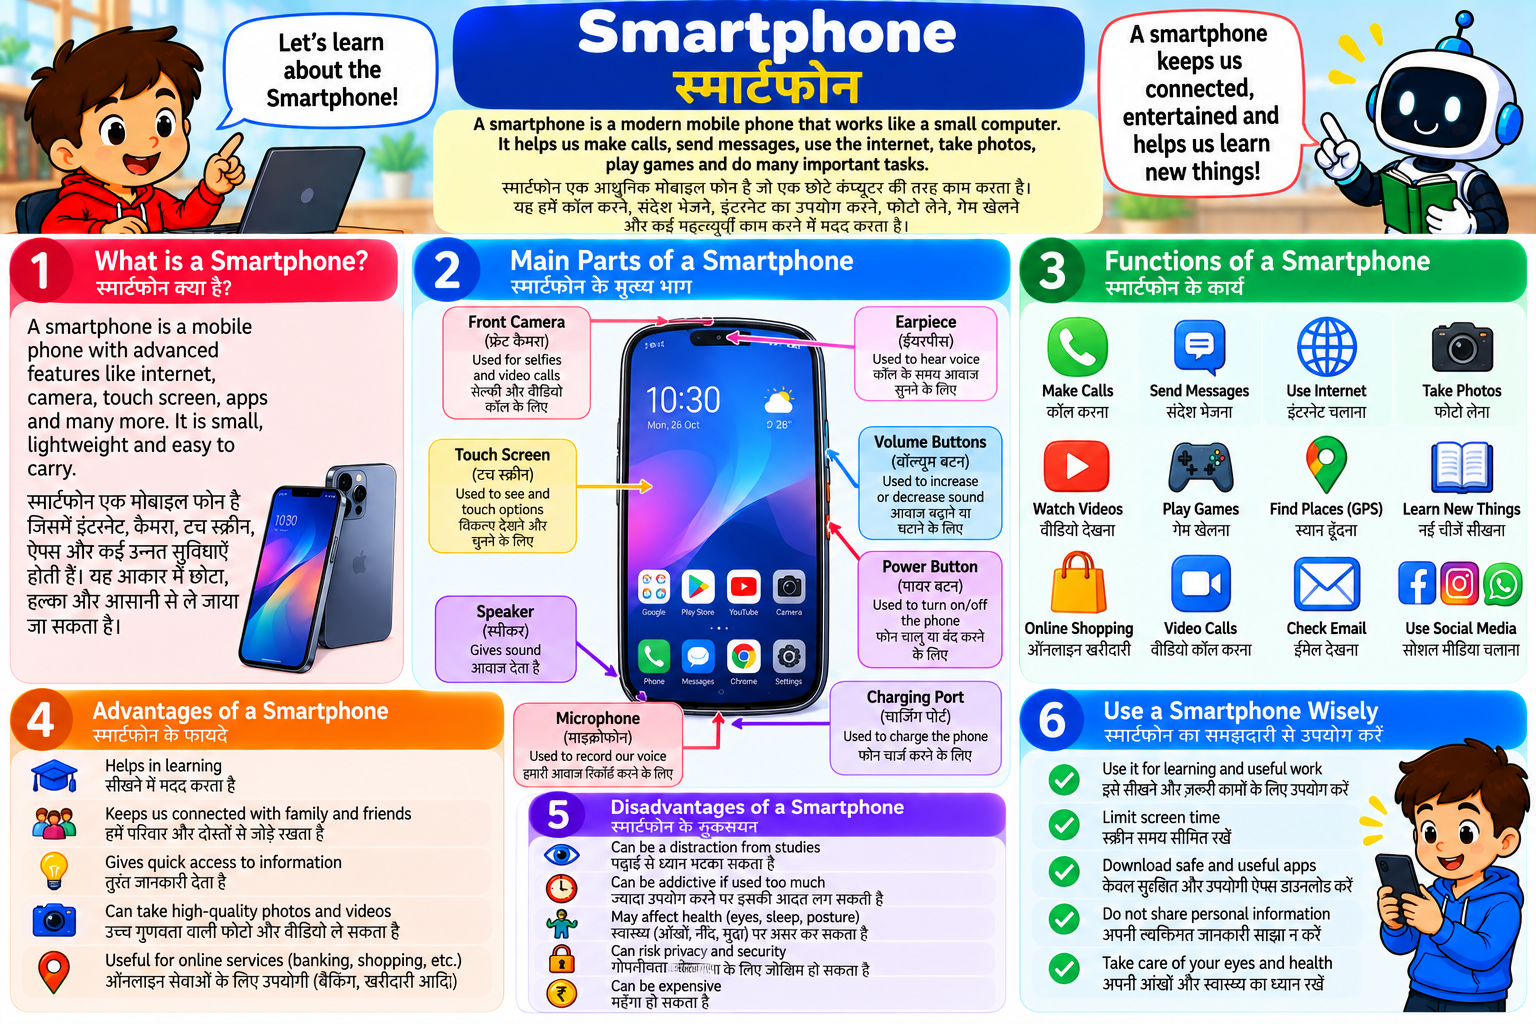 Let's learn
about the
Smartphone!
Smartphone
स्मार्टफोन
A smartphone is a modern mobile phone that works like a small computer.
It helps us make calls, send messages, use the internet, take photos,
play games and do many important tasks.
स्मार्टफोन एक आधुनिक मोबाइल फोन है जो एक छोटे कंप्यूटर की तरह काम करता है।
यह हमें कॉल करने, संदेश भेजने, इंटरनेट का उपयोग करने, फोटो लेने, गेम खेलने
और कई काम करने में मदद करता है।
A smartphone
keeps us
connected,
entertained and
helps us learn
new things!
1
What is a Smartphone?
स्मार्टफोन क्या है?
A smartphone is a mobile
phone with advanced
features like internet,
camera, touch screen, apps
and many more. It is small,
lightweight and easy to
carry.
स्मार्टफोन एक मोबाइल फोन है
जिसमें इंटरनेट, कैमरा, टच स्क्रीन,
ऐपस और कई उन्नत सुविधाएें
होती हैं। यह आकार में छोटा,
हल्का और आसानी से ले जाया
जा सकता है।
1030
2
Main Parts of a Smartphone
स्मार्टफोन के भाग
Front Camera
(फ्रंट कैमरा)
Used for selfies
and video calls
सेल्फी और वीडियो
कॉल के लिए
Touch Screen
(टच स्क्रीन)
Used to see and
touch options
देखने और
चुनने के लिए
Speaker
(स्पीकर)
Gives sound
आवाज देता है
Microphone
(माइक्रोफोन)
Used to record our voice
हमारी आवाज रिकॉर्ड करने के लिए
10:30
Mon, 26 Oct
26°
Google
Play Store
YouTube
Camera
Phone
Messages
Chrome
Settings
Earpiece
(ईयरपीस)
Used to hear voice
कॉल के समय आवाज
सुनने के लिए
Volume Buttons
(वॉल्यूम बटन)
Used to increase
or decrease sound
आवाज बढ़ाने या
घटाने के लिए
Power Button
(पावर बटन)
Used to turn on/off
the phone
फोन चालु या बंद करने
के लिए
Charging Port
(चार्जिंग पोर्ट)
Used to charge the phone
फोन चार्ज करने के लिए
3
Functions of a Smartphone
स्मार्टफोन के कार्य
Make Calls
कॉल करना
Send Messages
संदेश भेजना
Use Internet
इंटरनेट चलाना
Take Photos
फोटो लेना
Watch Videos
वीडियो देखना
Play Games
गेम खेलना
Find Places (GPS)
स्यान ढूंदना
Learn New Things
नई चीजें सीखना
Online Shopping
ऑनलाइन खरीदारी
Video Calls
वीडियो कॉल करना
Check Email
ईमेल देखना
Use Social Media
सोशल मीडिया चलाना
4
Advantages of a Smartphone
स्मार्टफोन के फायदे
Helps in learning
सीखने में मदद करता है
Keeps us connected with family and friends
हमें परिवार और दोस्तों से जोड़े रखता है
Gives quick access to information
तुरंत जानकारी देता है
Can take high-quality photos and videos
उच्च गुणवता वाली फोटो और वीडियो ले सकता है
Useful for online services (banking, shopping, etc.)
ऑनलाइन सेवाओं के लिए उपयोगी (बैंकिंग, खरीदारी आदि)
5
Disadvantages of a Smartphone
स्मार्टफोन के
Can be a distraction from studies
पढ़ाई से ध्यान भटका सकता है
Can be addictive if used too much
ज्यादा उपयोग करने पर इसकी आदत लग सकती है
May affect health (eyes, sleep, posture)
स्वास्थ्य (आँखों, नींद, मुद्रा) पर असर कर सकता है
Can risk privacy and security
गोपनीयता के लिए जोखिम हो सकता है
Can be expensive
महँगा हो सकता है
6
Use a Smartphone Wisely
स्मार्टफोन का समझदारी से उपयोग करें
Use it for learning and useful work
इसे सीखने और ज़रूरी कामों के लिए उपयोग करें
Limit screen time
स्क्रीन समय सीमित रखें
Download safe and useful apps
केवल और उपयोगी ऐप्स डाउनलोड करें
Do not share personal information
अपनी जानकारी साझा न करें
Take care of your eyes and health
अपनी आंखों और स्वास्थ्य का ध्यान रखें